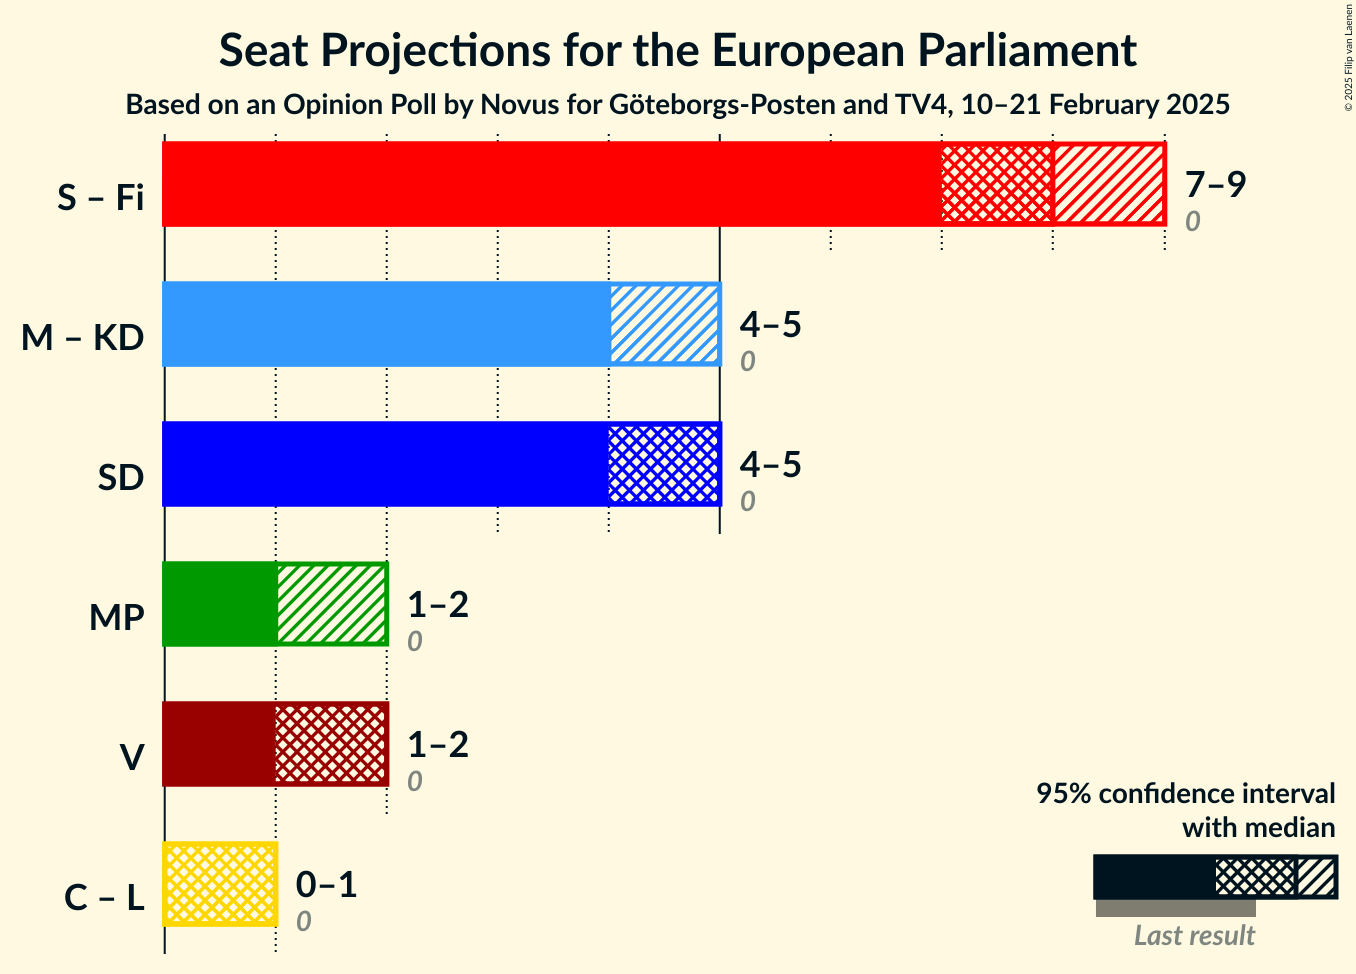 Seat Projections for the European Parliament
Based on an Opinion Poll by Novus for Göteborgs-Posten and TV4, 10–21 February 2025
© 2025 Filip van Laenen
S – Fi
7–9
0
M – KD
4–5
0
SD
4–5
0
MP
1–2
0
V
1–2
0
C – L
0–1
0
95% confidence interval
with median
Last result